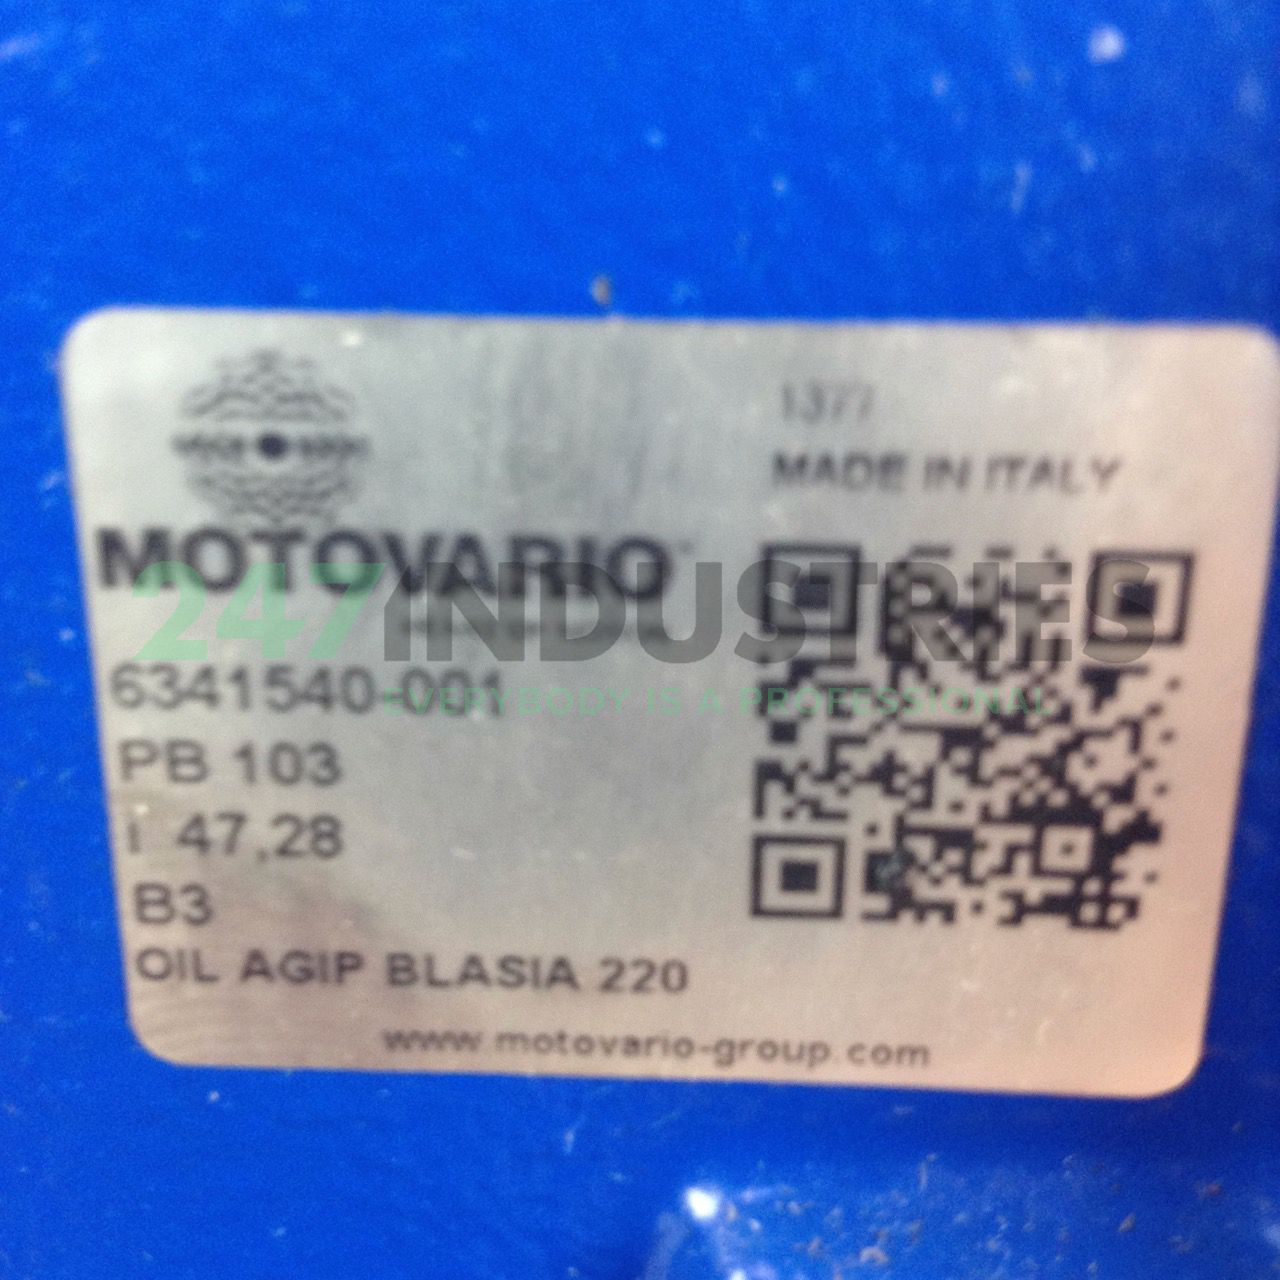 1377
MADE IN ITALY
MOTOVARIO
247INDUSTRIES
EVERYBODY IS A PROFESSIONAL
6341540-001
PB 103
I 47,28
B3
OIL AGIP BLASIA 220
www.motovario-group.com